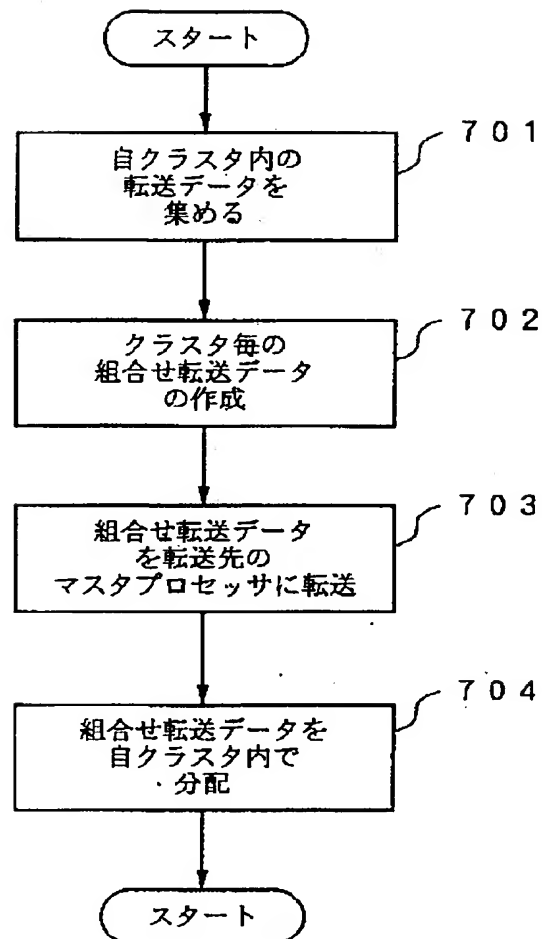 スタート
701
自クラスタ内の
転送データを
集める
702
クラスタ毎の
組合せ転送データ
の作成
703
組合せ転送データ
を転送先の
マスタプロセッサに転送
704
組合せ転送データを
自クラスタ内で
分配
スタート